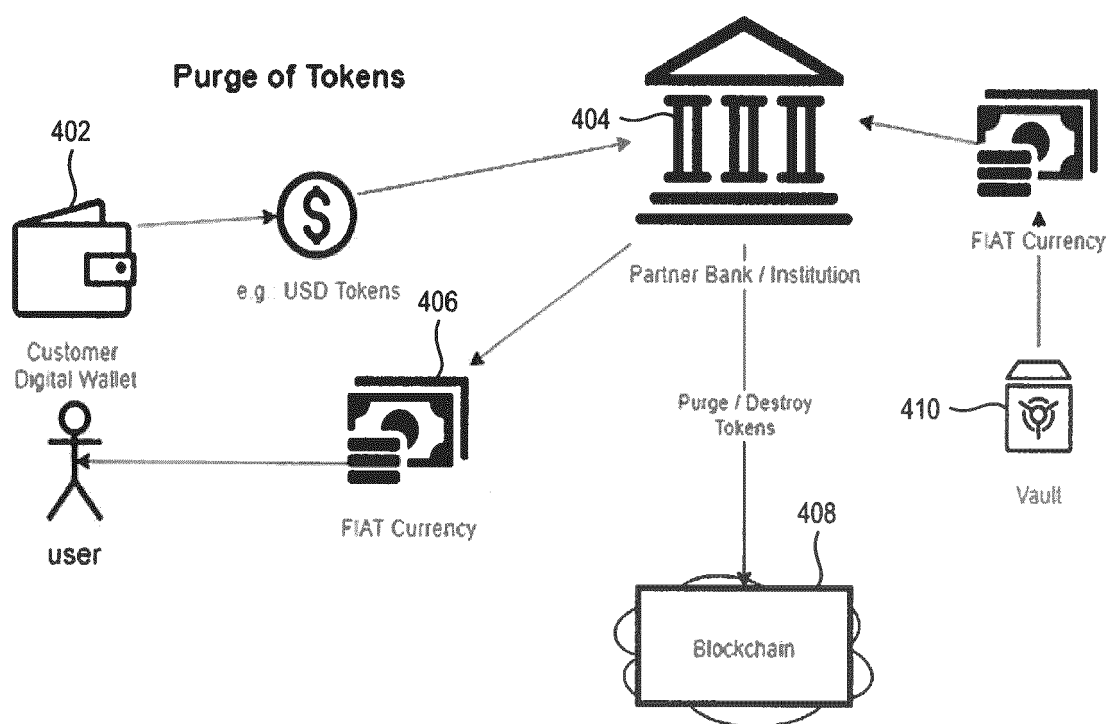 Purge of Tokens
402
404
FIAT Currency
Partner Bank / Institution
e.g.: USD Tokens
406
Customer
Digital Wallet
Purge / Destroy
Tokens
410
Vault
FIAT Currency
408
user
Blockchain